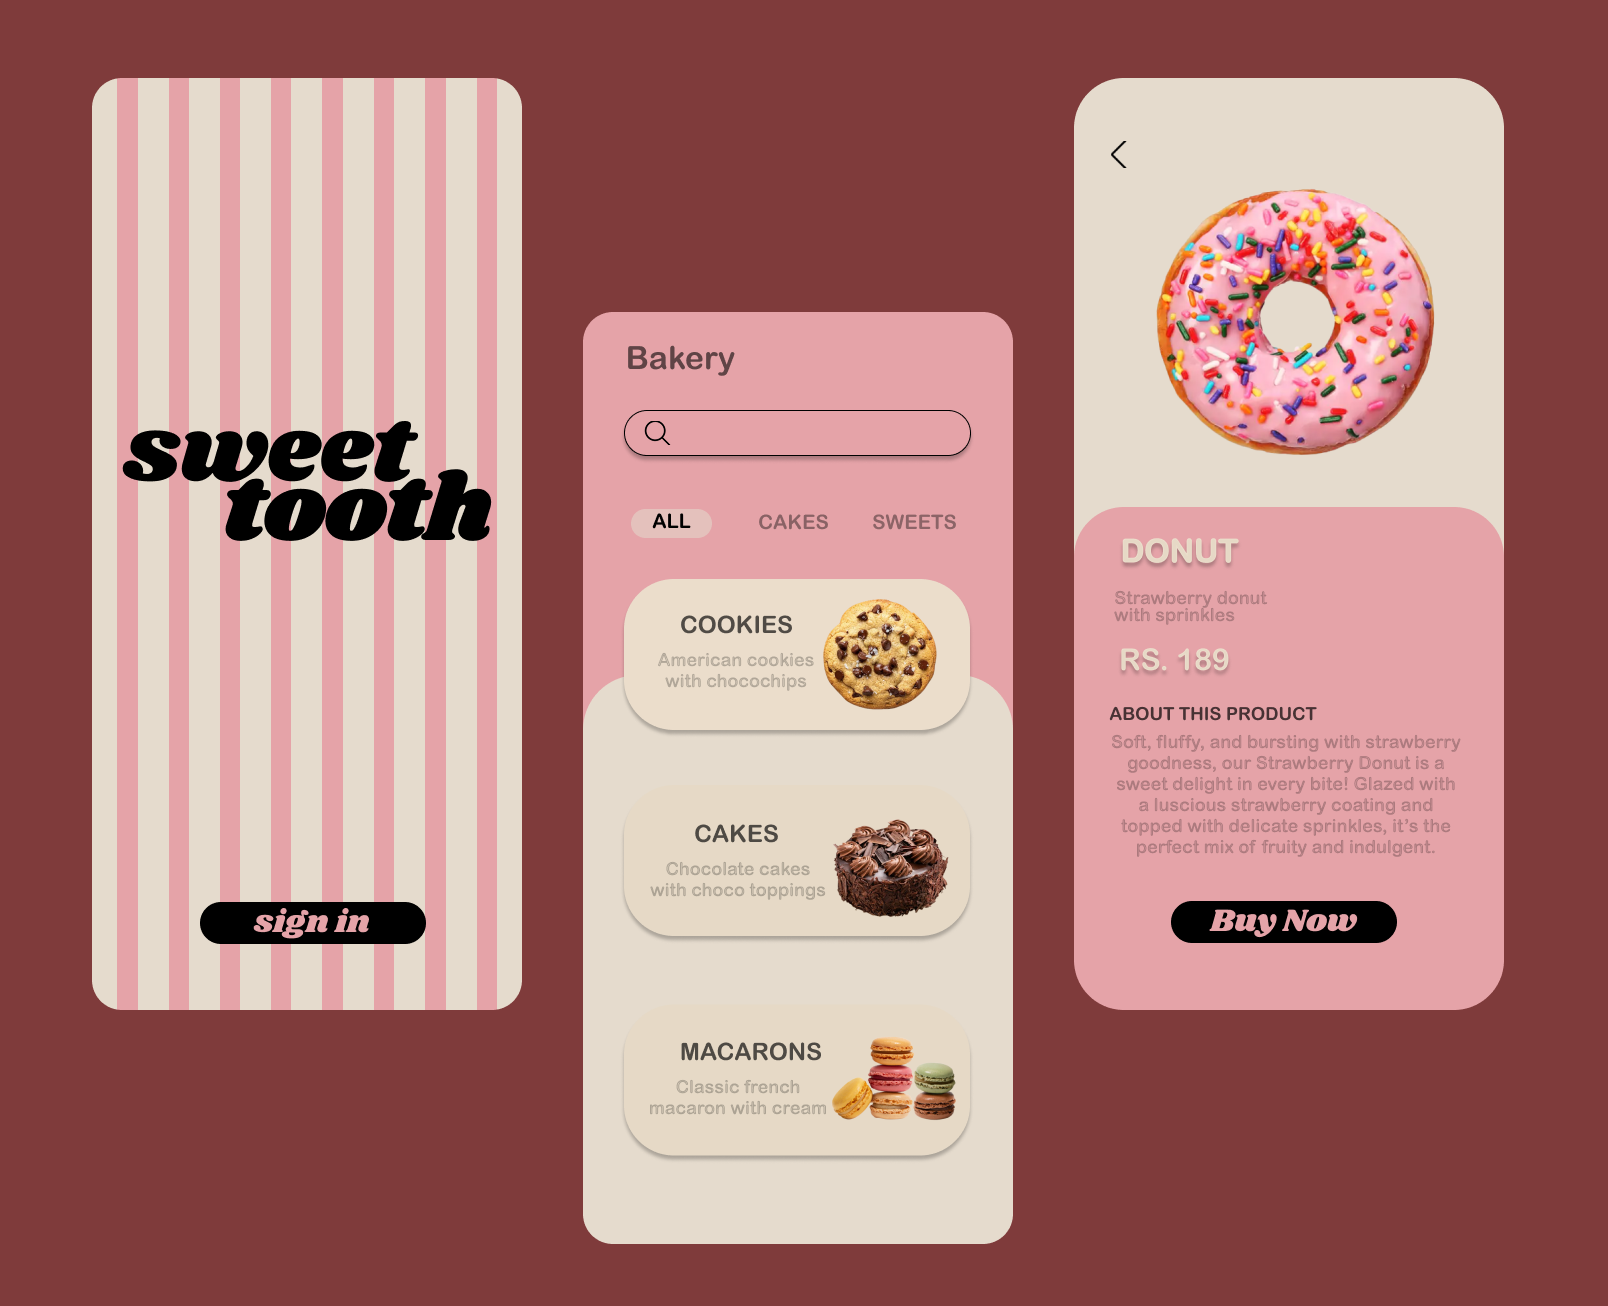 sweet
tooth
sign in
Bakery
ALL
CAKES
SWEETS
COOKIES
American cookies
with chocochips
CAKES
Chocolate cakes
with choco toppings
MACARONS
Classic french
macaron with cream
DONUT
Strawberry donut
with sprinkles
RS. 189
ABOUT THIS PRODUCT
Soft, fluffy, and bursting with strawberry
goodness, our Strawberry Donut is a
sweet delight in every bite! Glazed with
a luscious strawberry coating and
topped with delicate sprinkles, it’s the
perfect mix of fruity and indulgent.
Buy Now